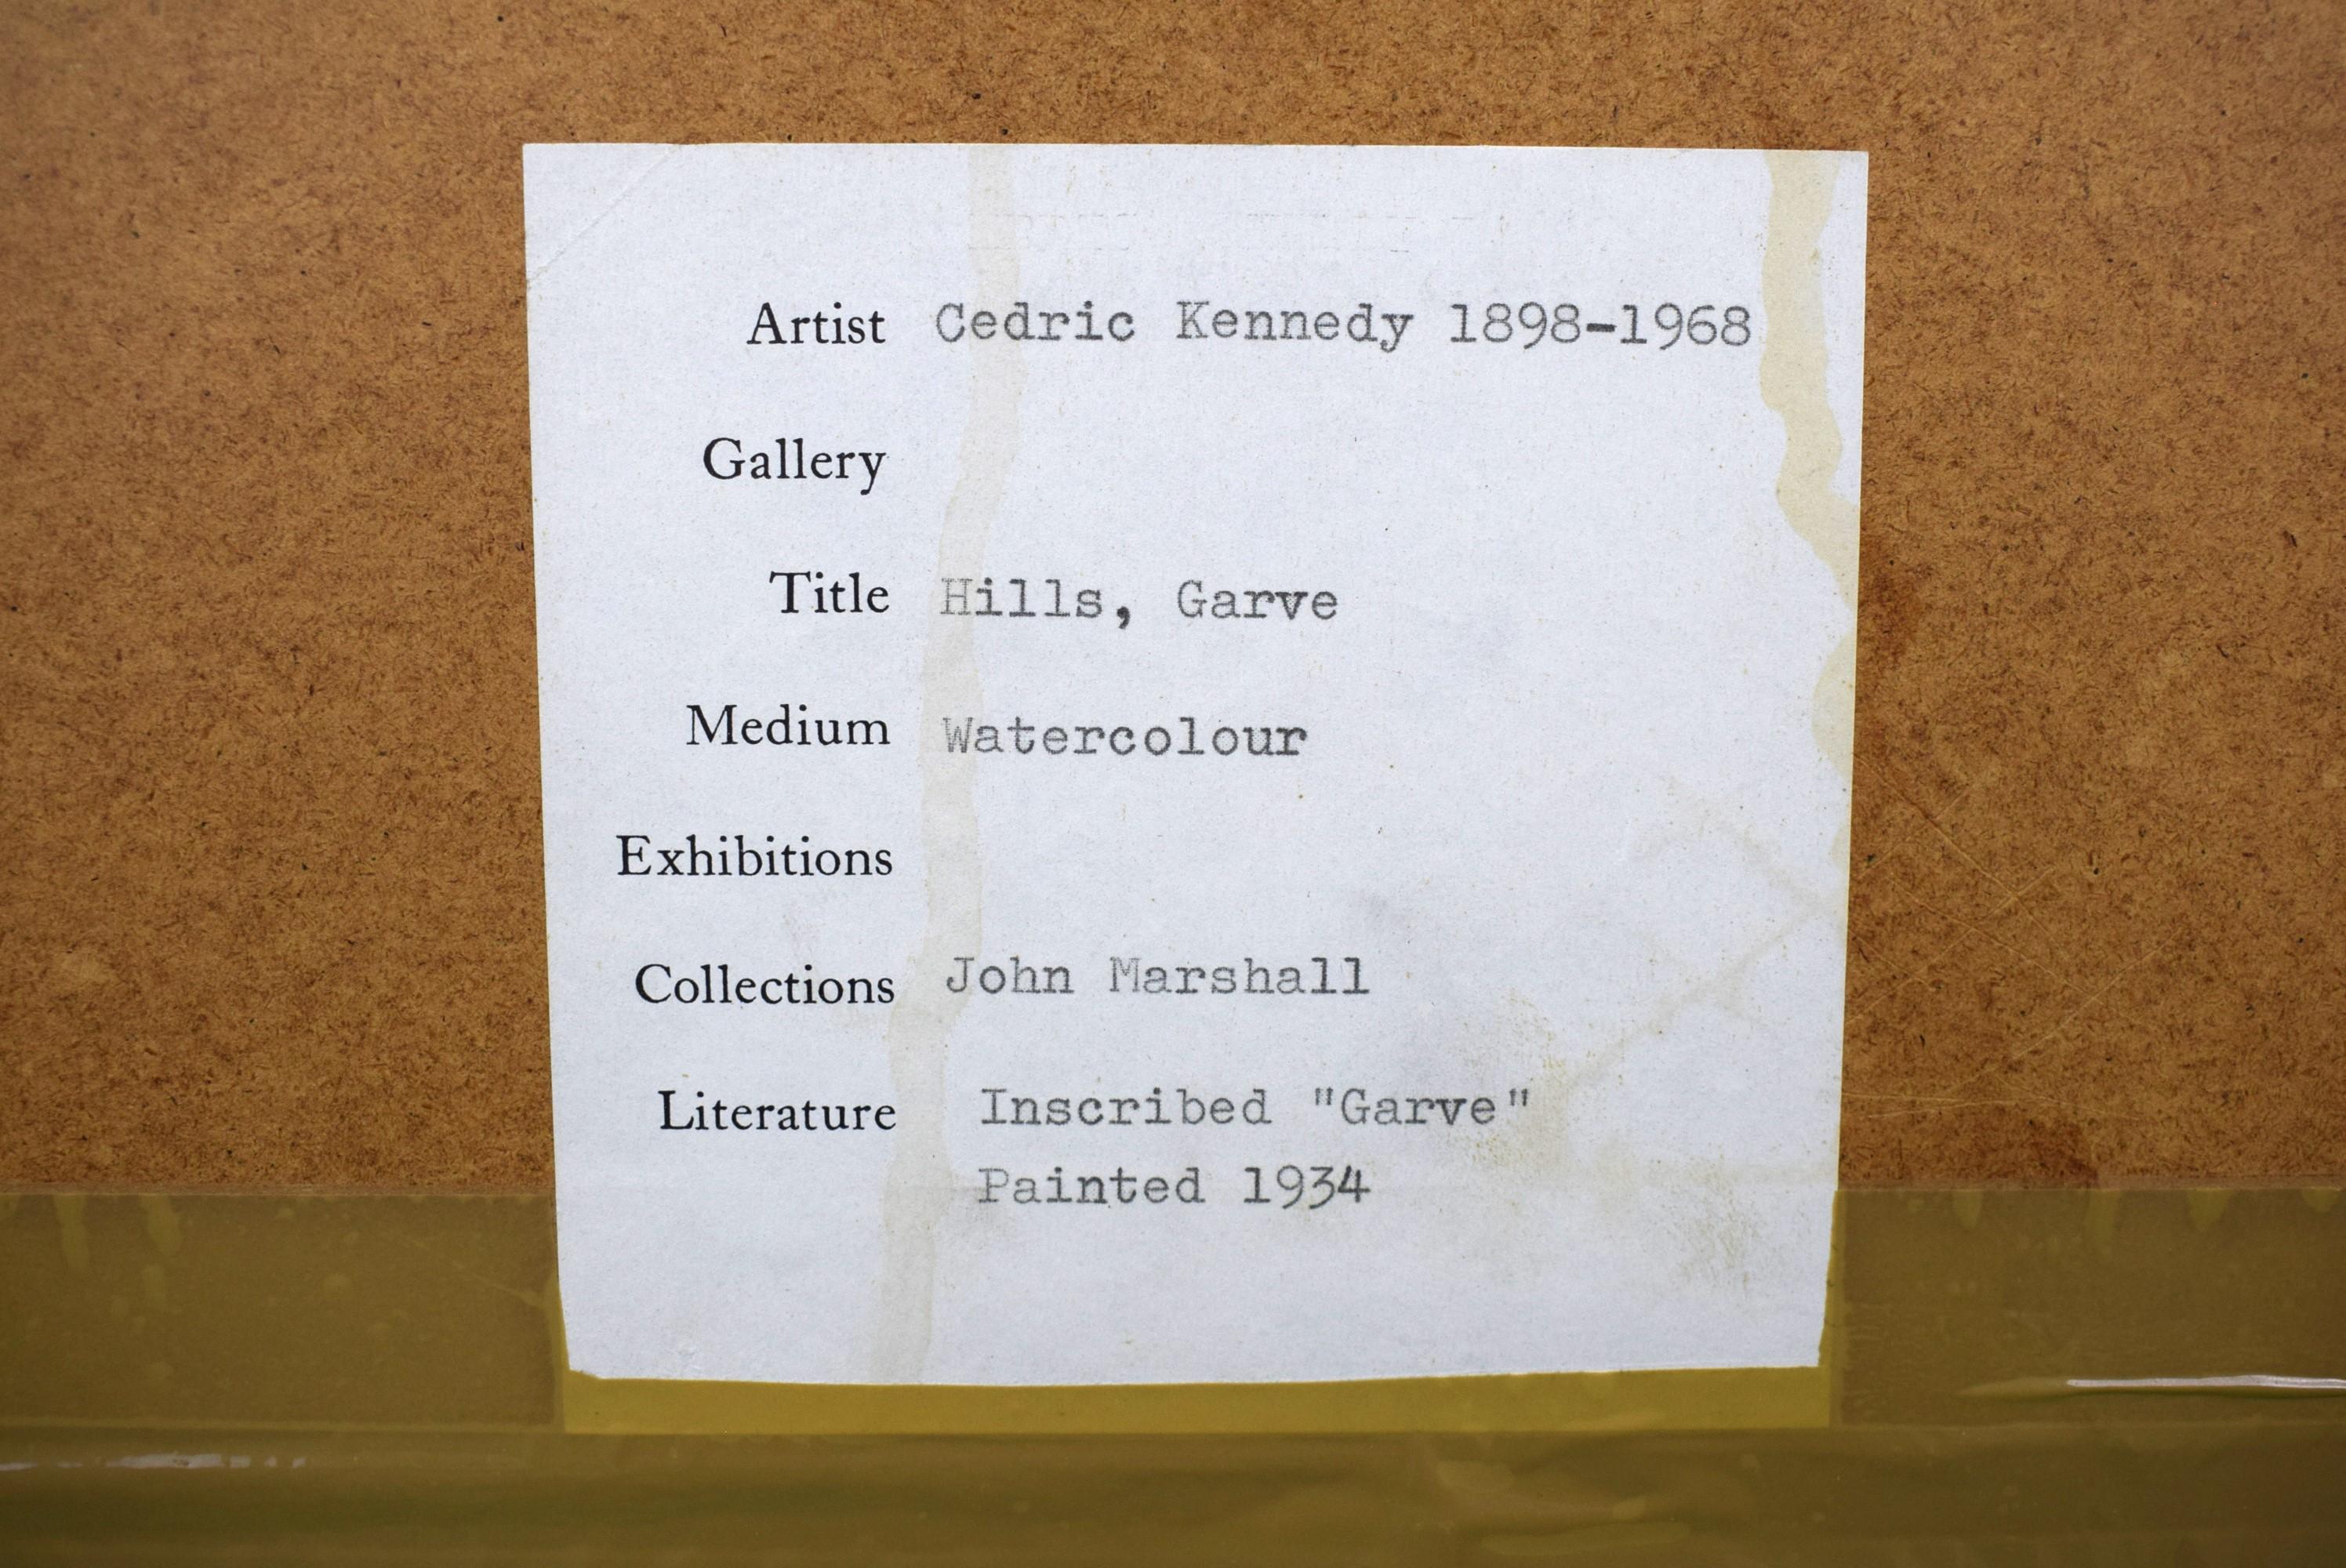 Artist Cedric Kennedy 1898-1968
Gallery
Title Hills, Garve
Medium Watercolour
Exhibitions
Collections John Marshall
Literature Inscribed "Garve"
Painted 1934